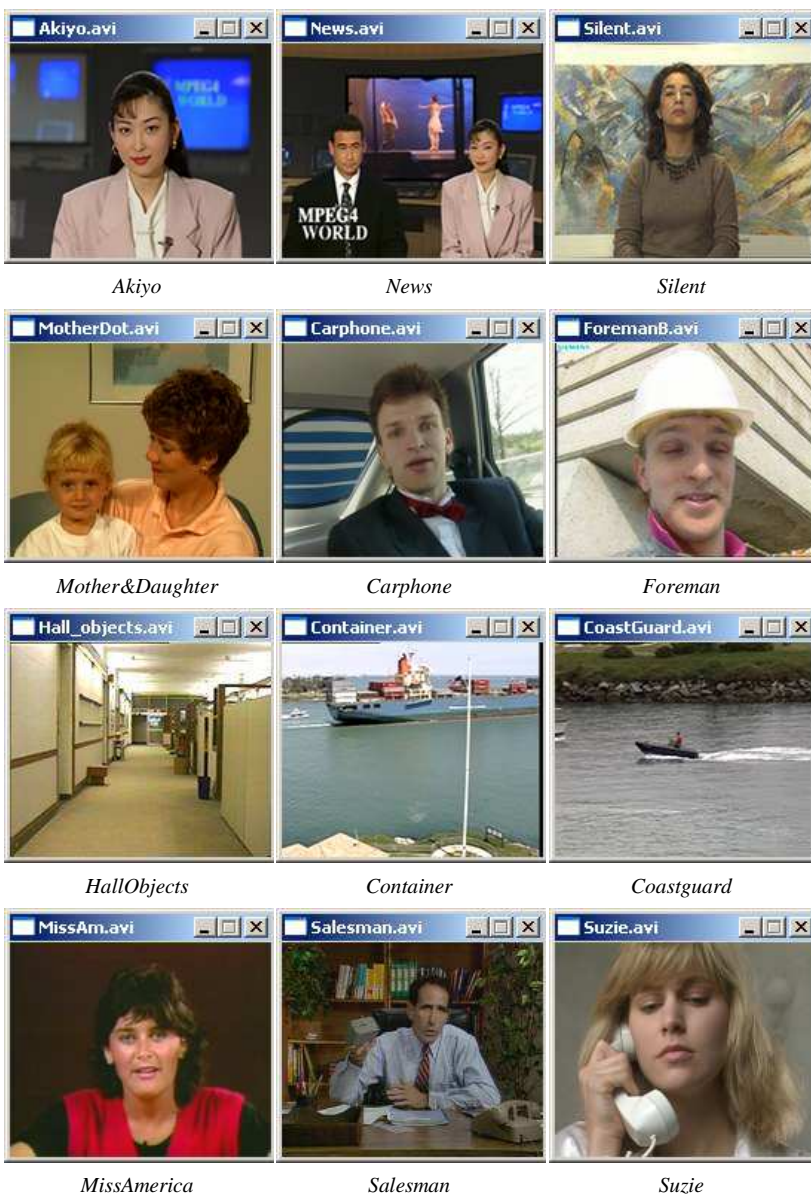 Akiyo.avi
News.avi
Silent.avi
MPEG4
WORLD
MPEG4
WORLD
Akiyo
News
Silent
MotherDot.avi
Carphone.avi
ForemanB.avi
Mother&Daughter
Carphone
Foreman
Hall_objects.avi
Container.avi
CoastGuard.avi
HallObjects
Container
Coastguard
MissAm.avi
Salesman.avi
Suzie.avi
MissAmerica
Salesman
Suzie